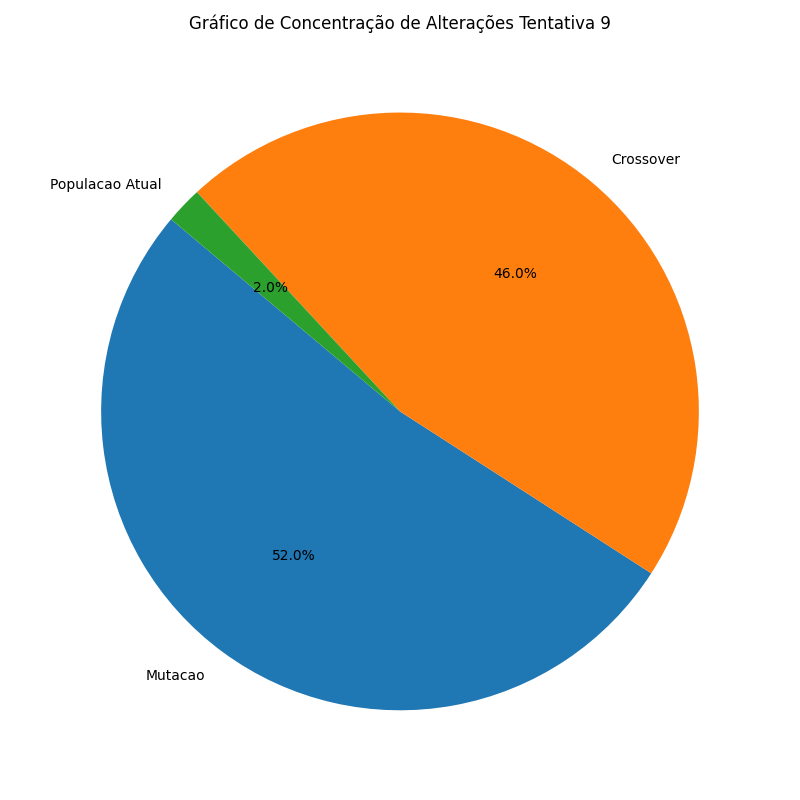 Gráfico de Concentração de Alterações Tentativa 9
Crossover
Populacao Atual
46.0%
2.0%
52.0%
Mutacao